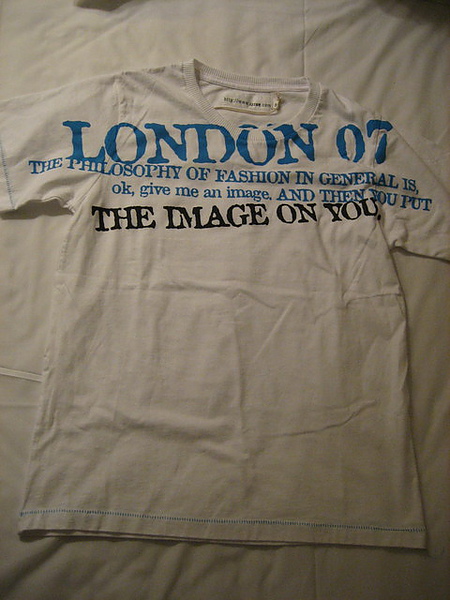 LONDON 07
THE PHILOSOPHY OF FASHION IN GENERAL IS,
ok, give me an image. AND THEN YOU PUT
THE IMAGE ON YOU.